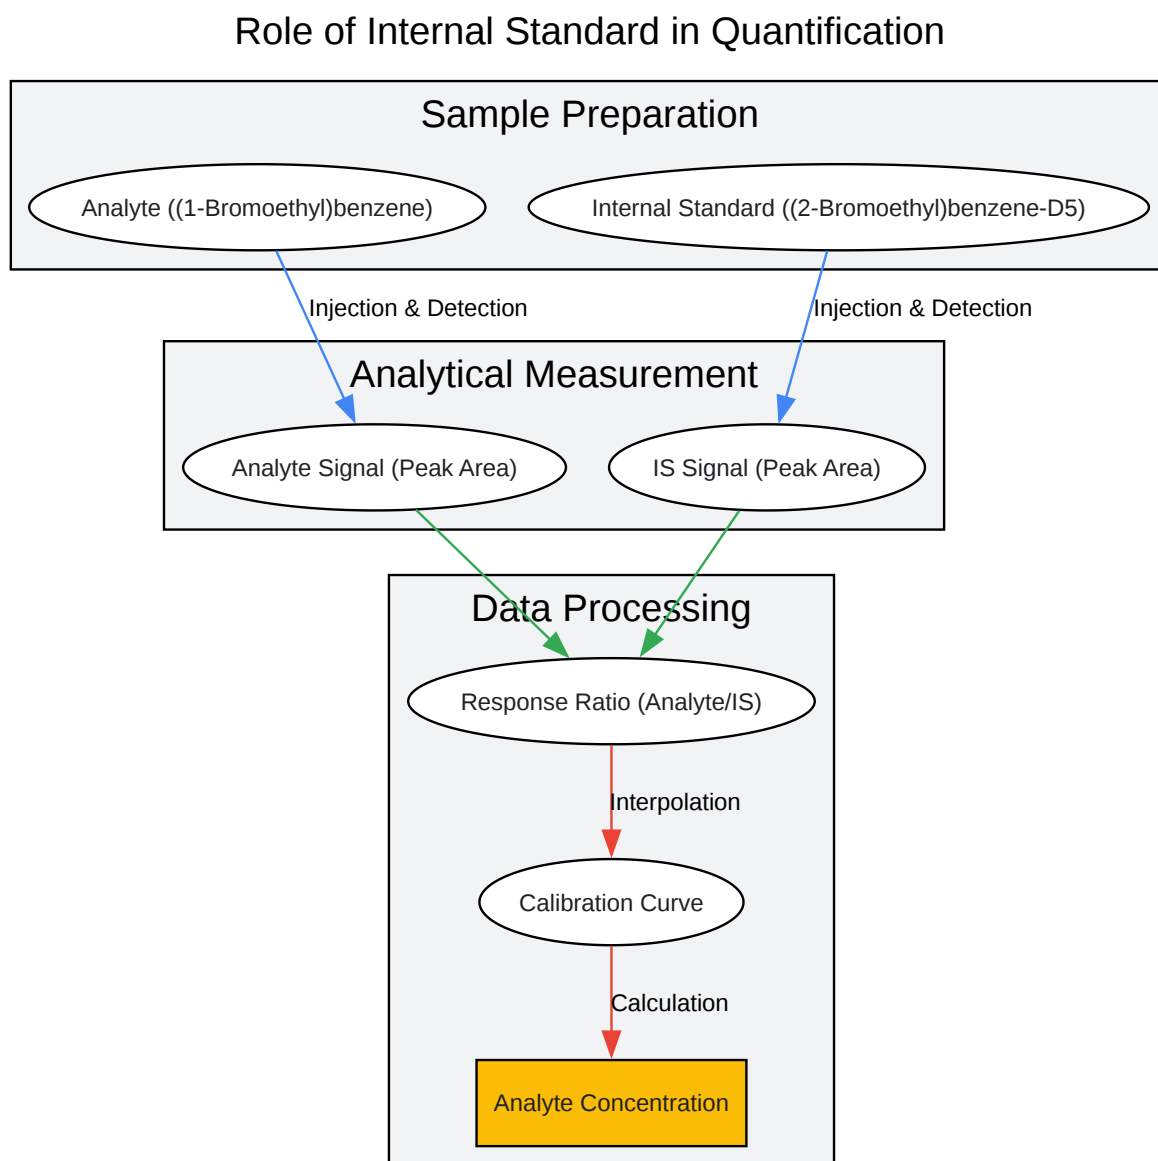 Role of Internal Standard in Quantification
Sample Preparation
Analyte ((1-Bromoethyl)benzene)
Internal Standard ((2-Bromoethyl)benzene-D5)
Injection & Detection
Injection & Detection
Analytical Measurement
Analyte Signal (Peak Area)
IS Signal (Peak Area)
Data Processing
Response Ratio (Analyte/IS)
Interpolation
Calibration Curve
Calculation
Analyte Concentration